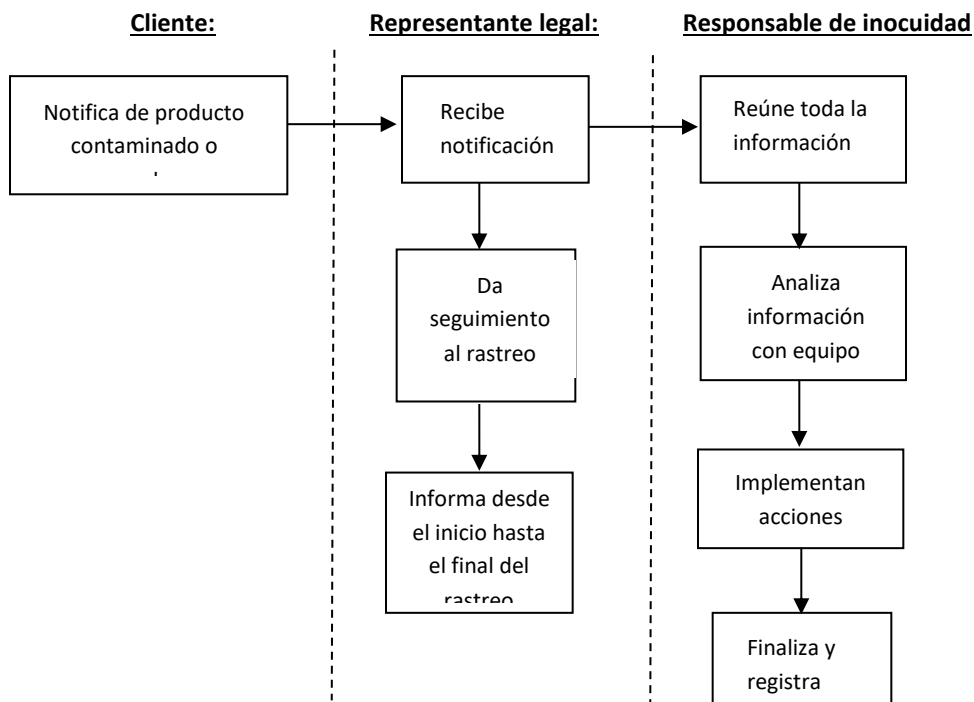 Cliente:
Representante legal:
Responsable de inocuidad
Notifica de producto
contaminado o
Recibe
notificación
Reúne toda la
información
Da
seguimiento
al rastreo
Analiza
información
con equipo
Informa desde
el inicio hasta
el final del
rastreo
Implementan
acciones
Finaliza y
registra